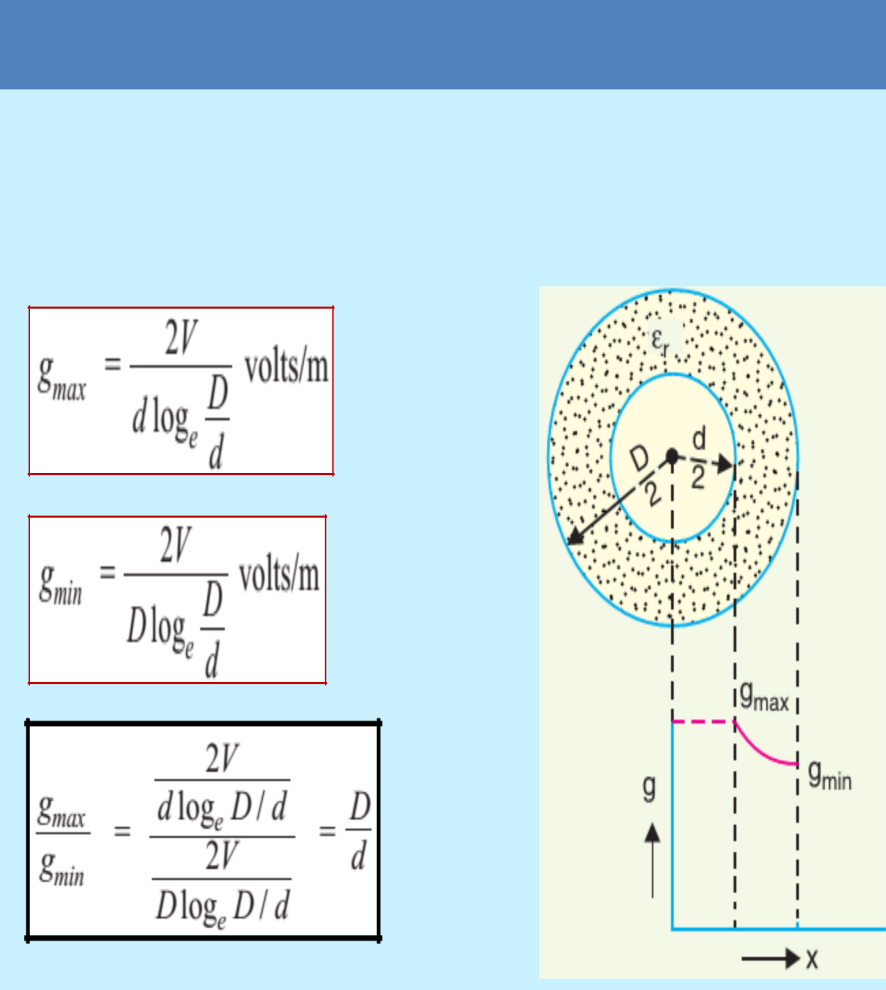 g_max = 2V / (d log_e D/d) volts/m
g_min = 2V / (D log_e D/d) volts/m
g_max / g_min = (2V / (d log_e D / d)) / (2V / (D log_e D / d)) = D/d
ε_r
D/2
d/2
g_max
g_min
g
x